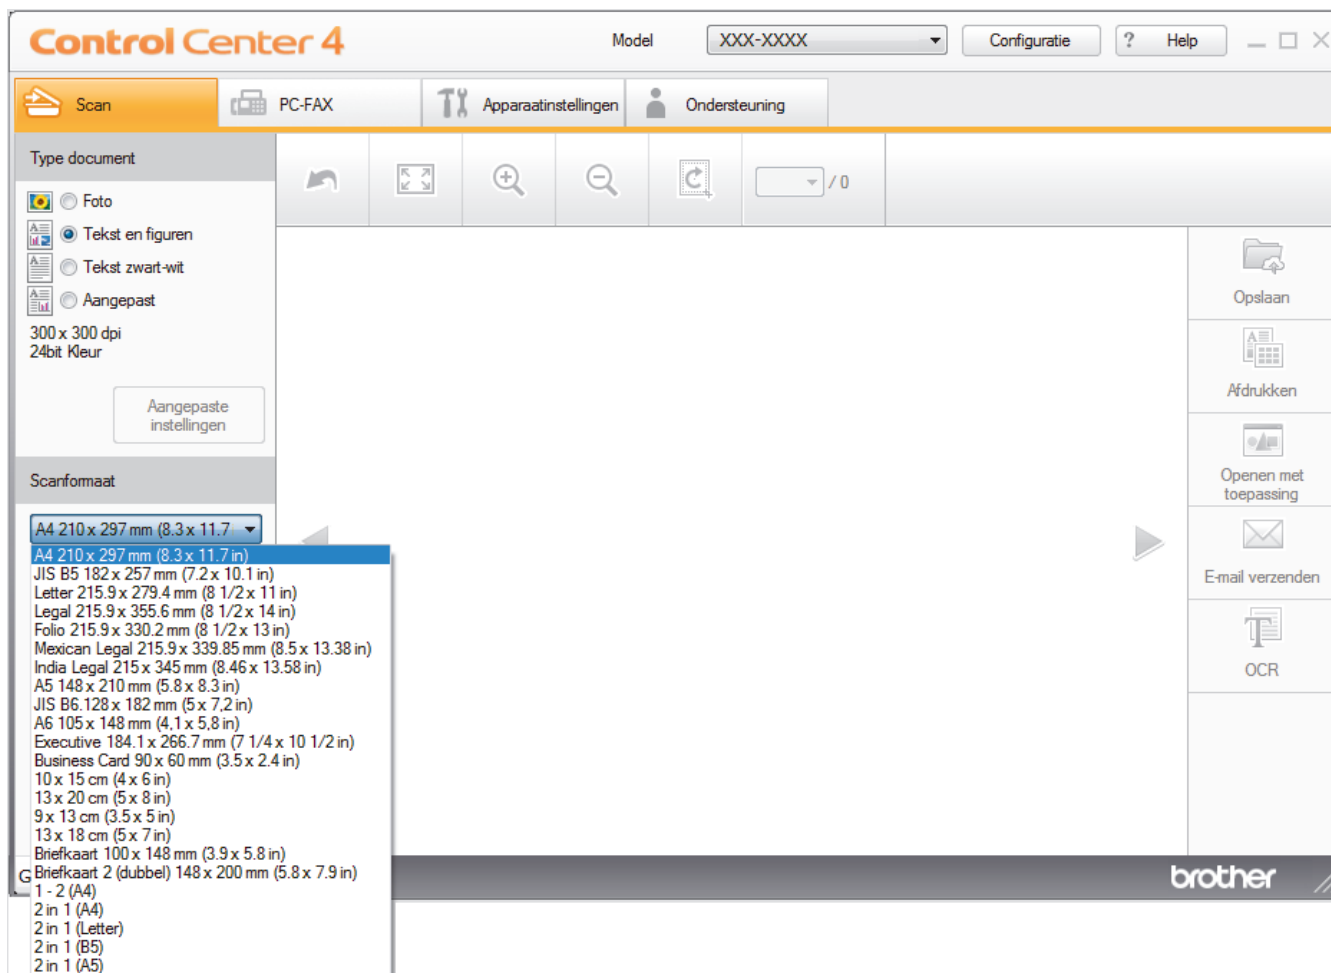 Control Center 4
Model
XXX-XXXX
Configuratie
? Help
Scan
PC-FAX
Apparaatinstellingen
Ondersteuning
Type document
/ 0
Foto
Tekst en figuren
Tekst zwart-wit
Aangepast
300 x 300 dpi
24bit Kleur
Aangepaste
instellingen
Scanformaat
A4 210 x 297 mm (8.3 x 11.7
A4 210 x 297 mm (8.3 x 11.7 in)
JIS B5 182 x 257 mm (7.2 x 10.1 in)
Letter 215.9 x 279.4 mm (8 1/2 x 11 in)
Legal 215.9 x 355.6 mm (8 1/2 x 14 in)
Folio 215.9 x 330.2 mm (8 1/2 x 13 in)
Mexican Legal 215.9 x 339.85 mm (8.5 x 13.38 in)
India Legal 215 x 345 mm (8.46 x 13.58 in)
A5 148 x 210 mm (5.8 x 8.3 in)
JIS B6.128 x 182 mm (5 x 7,2 in)
A6 105 x 148 mm (4,1 x 5,8 in)
Executive 184.1 x 266.7 mm (7 1/4 x 10 1/2 in)
Business Card 90 x 60 mm (3.5 x 2.4 in)
10 x 15 cm (4 x 6 in)
13 x 20 cm (5 x 8 in)
9 x 13 cm (3.5 x 5 in)
13 x 18 cm (5 x 7 in)
Briefkaart 100 x 148 mm (3.9 x 5.8 in)
Briefkaart 2 (dubbel) 148 x 200 mm (5.8 x 7.9 in)
1 - 2 (A4)
2 in 1 (A4)
2 in 1 (Letter)
2 in 1 (B5)
2 in 1 (A5)
Opslaan
Afdrukken
Openen met
toepassing
E-mail verzenden
OCR
brother